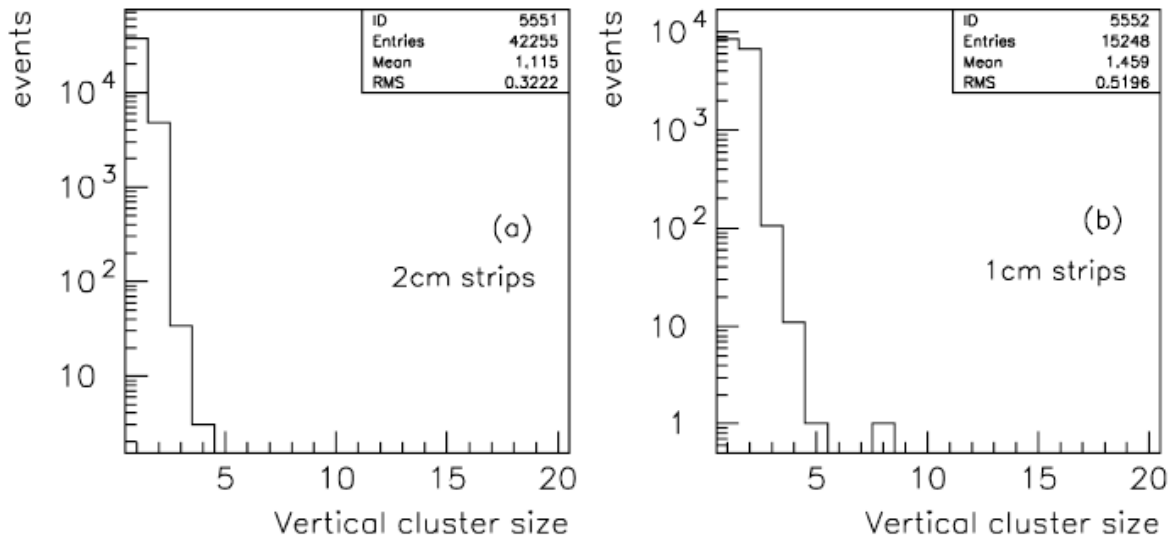 ID 5551
Entries 42255
Mean 1.115
RMS 0.3222
events
10^4
10^3
10^2
10
(a)
2cm strips
5 10 15 20
Vertical cluster size
ID 5552
Entries 15248
Mean 1.459
RMS 0.5196
events
10^4
10^3
10^2
10
1
(b)
1cm strips
5 10 15 20
Vertical cluster size